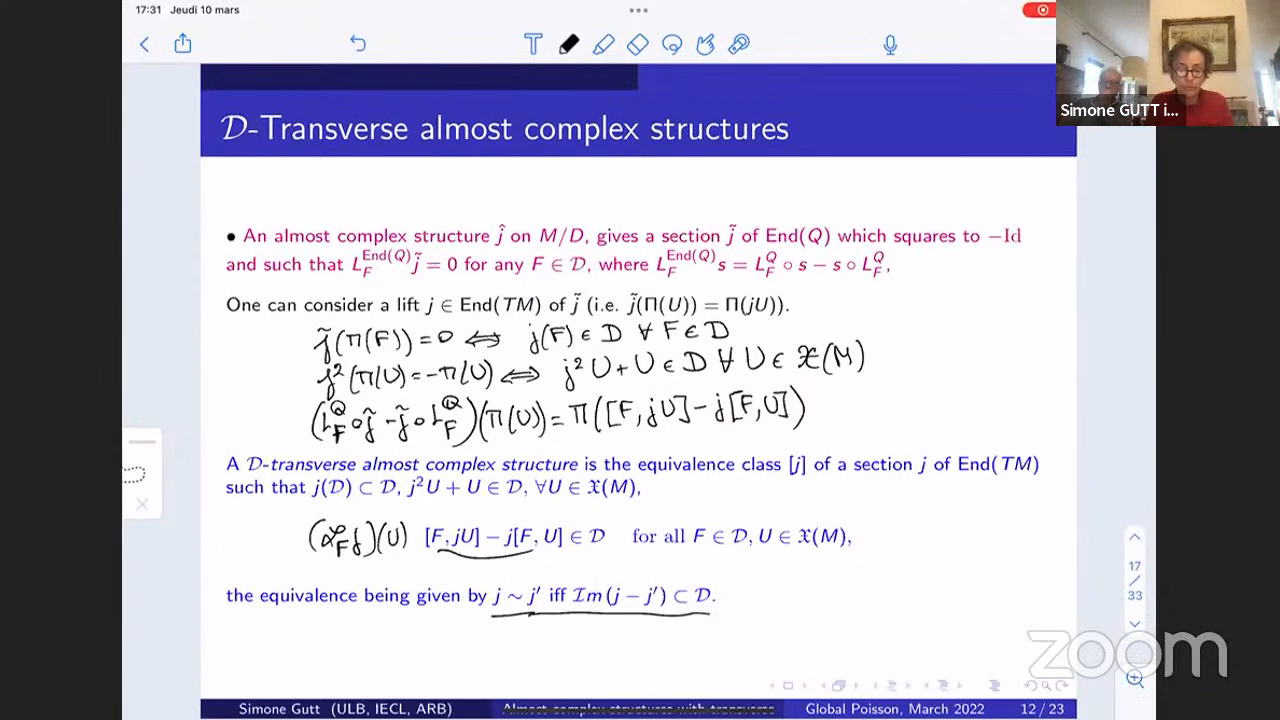 17:31 Jeudi 10 mars
Simone GUTT i...
𝒟-Transverse almost complex structures
• An almost complex structure ĵ on M/D, gives a section j̃ of End(Q) which squares to −Id
and such that L_F^{End(Q)} j̃ = 0 for any F ∈ 𝒟, where L_F^{End(Q)} s = L_F^Q ∘ s − s ∘ L_F^Q,
One can consider a lift j ∈ End(TM) of j̃ (i.e. j̃(Π(U)) = Π(jU)).
j̃(π(F)) = 0 ⟺ j(F) ∈ D ∀ F ∈ D
j̃²(π(U) = −π(U) ⟺ j²U + U ∈ D ∀ U ∈ 𝔛(M)
(L_F^Q ∘ j̃ − j̃ ∘ L_F^Q)(π(U)) = π([F, jU] − j[F, U])
A 𝒟-transverse almost complex structure is the equivalence class [j] of a section j of End(TM)
such that j(𝒟) ⊂ 𝒟, j²U + U ∈ 𝒟, ∀U ∈ 𝔛(M),
(ℒ_F j)(U) [F, jU] − j[F, U] ∈ 𝒟 for all F ∈ 𝒟, U ∈ 𝔛(M),
the equivalence being given by j ∼ j′ iff ℐm (j − j′) ⊂ 𝒟.
17
/
33
zoom
Simone Gutt (ULB, IECL, ARB) Almost complex structures with transverse Global Poisson, March 2022 12 / 23